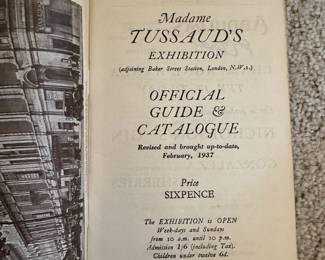 Madame
TUSSAUD'S
EXHIBITION
(adjoining Baker Street Station, London, N.W.1.)
OFFICIAL
GUIDE &
CATALOGUE
Revised and brought up-to-date,
February, 1937
Price
SIXPENCE
The EXHIBITION is OPEN
Week-days and Sundays
from 10 a.m. until 10 p.m.
Admission 1/6 (including Tax).
Children under twelve 6d.